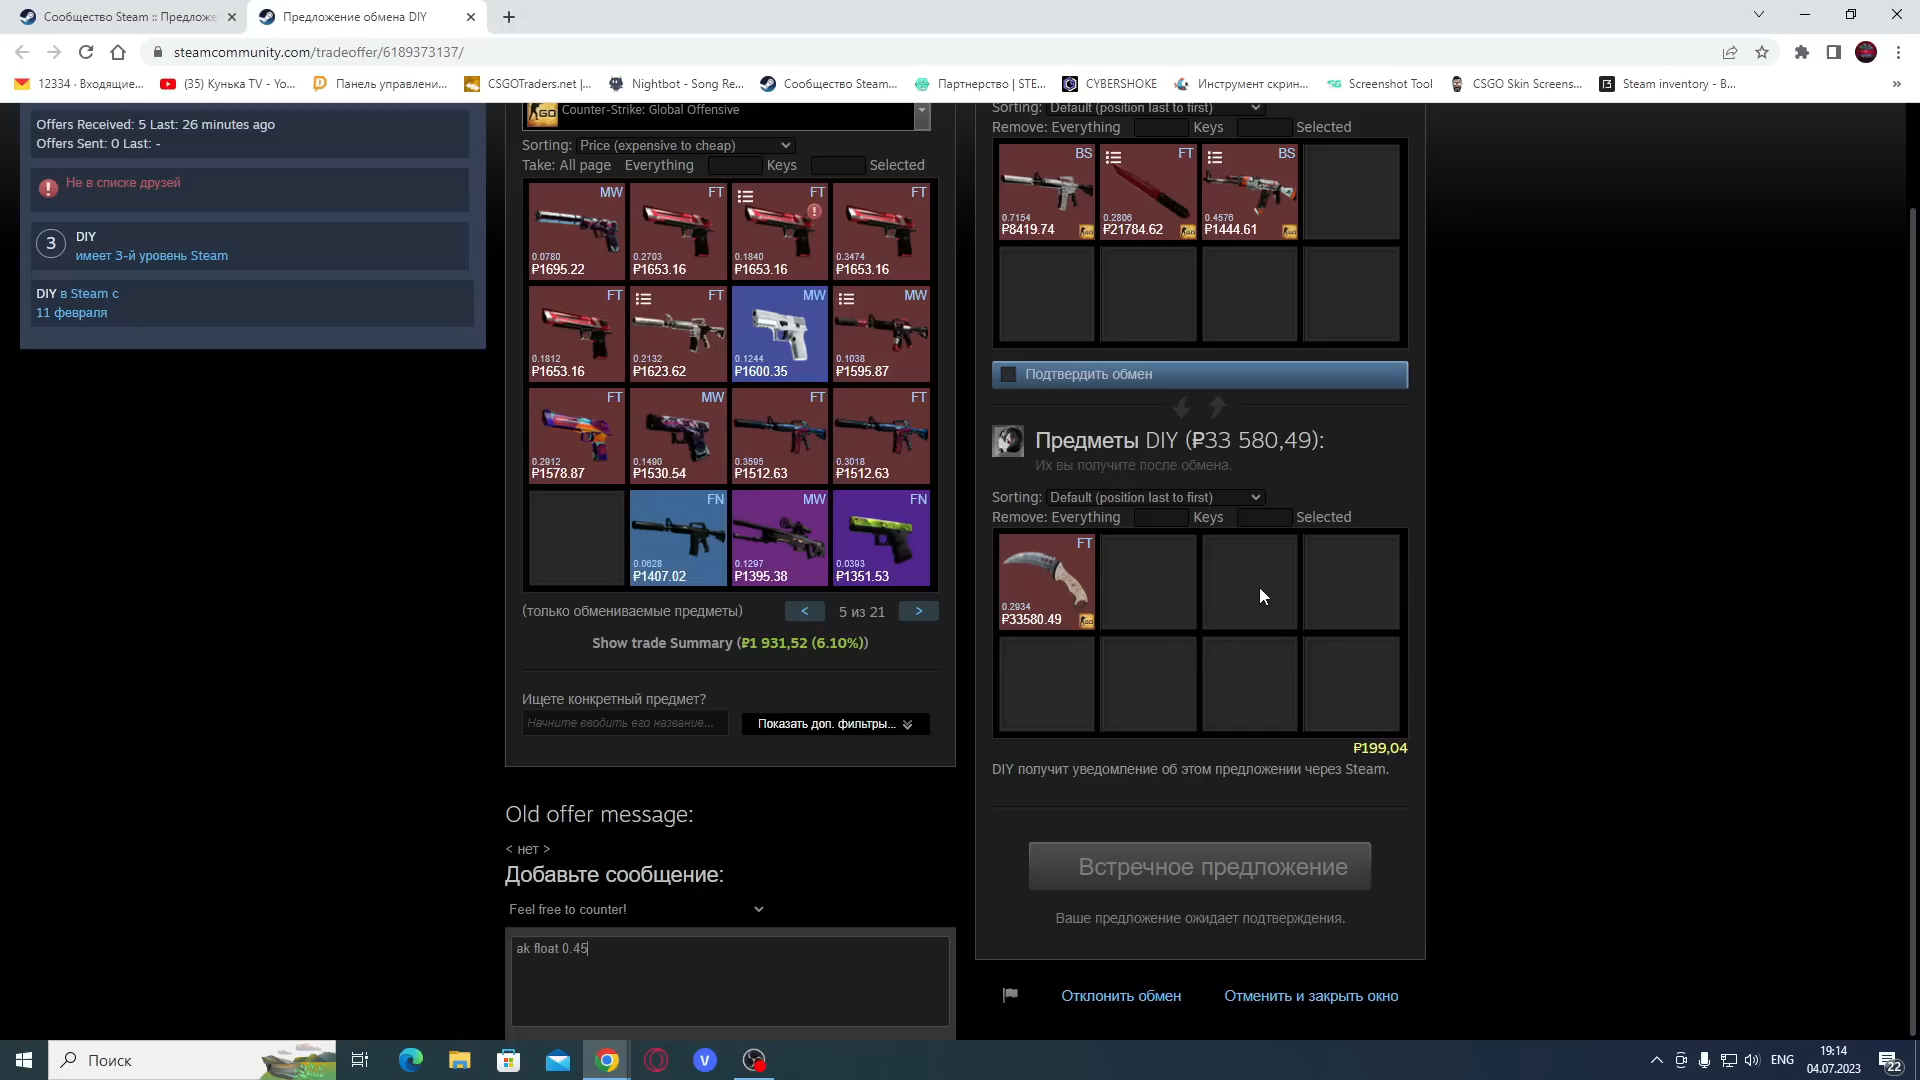 Сообщество Steam :: Предложе
Предложение обмена DIY
steamcommunity.com/tradeoffer/6189373137/
12334 · Входящие...
(35) Кунька TV - Yo...
Панель управлени...
CSGOTraders.net |...
Nightbot - Song Re...
Сообщество Steam...
Партнерство | STE...
CYBERSHOKE
Инструмент скрин...
Screenshot Tool
CSGO Skin Screens...
Steam inventory - B...
»
Offers Received: 5 Last: 26 minutes ago
Offers Sent: 0 Last: -
Не в списке друзей
3
DIY
имеет 3-й уровень Steam
DIY в Steam с
11 февраля
Counter-Strike: Global Offensive
Sorting: Price (expensive to cheap)
Take: All page Everything Keys Selected
MW FT FT FT
0.0780 0.2703 0.1840 0.3474
₽1695.22 ₽1653.16 ₽1653.16 ₽1653.16
FT FT MW MW
0.1812 0.2132 0.1244 0.1038
₽1653.16 ₽1623.62 ₽1600.35 ₽1595.87
FT MW FT FT
0.2912 0.1490 0.3595 0.3018
₽1578.87 ₽1530.54 ₽1512.63 ₽1512.63
FN MW FN
0.0628 0.1297 0.0393
₽1407.02 ₽1395.38 ₽1351.53
(только обмениваемые предметы)
< 5 из 21 >
Show trade Summary (₽1 931,52 (6.10%))
Ищете конкретный предмет?
Начните вводить его название...
Показать доп. фильтры...
Old offer message:
< нет >
Добавьте сообщение:
Feel free to counter!
ak float 0.45
Sorting: Default (position last to first)
Remove: Everything Keys Selected
BS FT BS
0.7154 0.2806 0.4576
₽8419.74 ₽21784.62 ₽1444.61
Подтвердить обмен
Предметы DIY (₽33 580,49):
Их вы получите после обмена.
Sorting: Default (position last to first)
Remove: Everything Keys Selected
FT
0.2934
₽33580.49
₽199,04
DIY получит уведомление об этом предложении через Steam.
Встречное предложение
Ваше предложение ожидает подтверждения.
Отклонить обмен
Отменить и закрыть окно
Поиск
ENG
19:14
04.07.2023
22